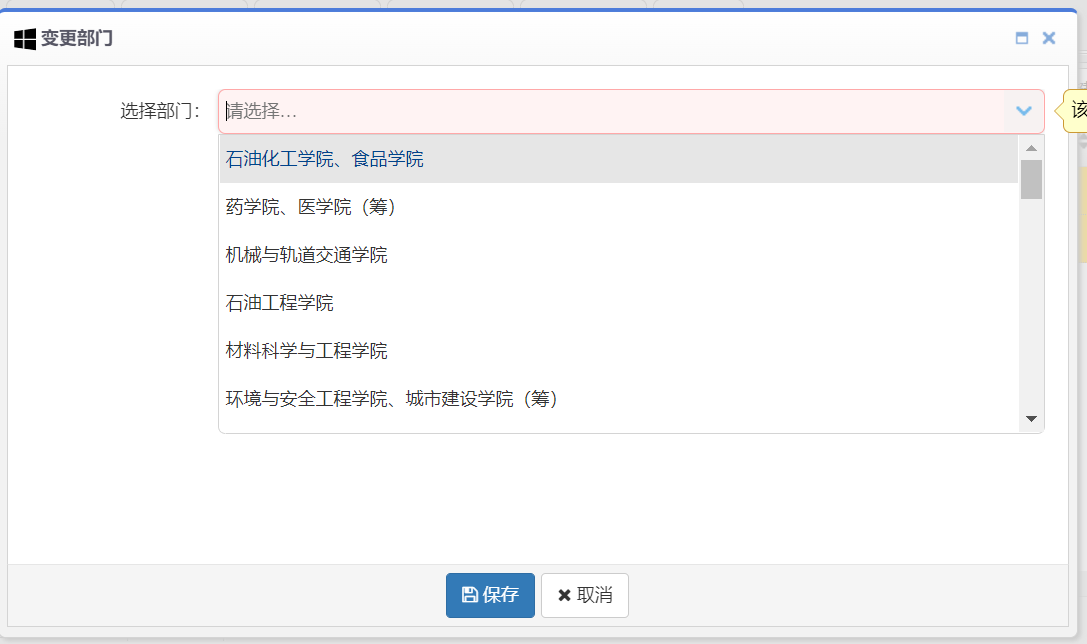 变更部门
选择部门：
请选择...
该
石油化工学院、食品学院
药学院、医学院（筹）
机械与轨道交通学院
石油工程学院
材料科学与工程学院
环境与安全工程学院、城市建设学院（筹）
保存
取消